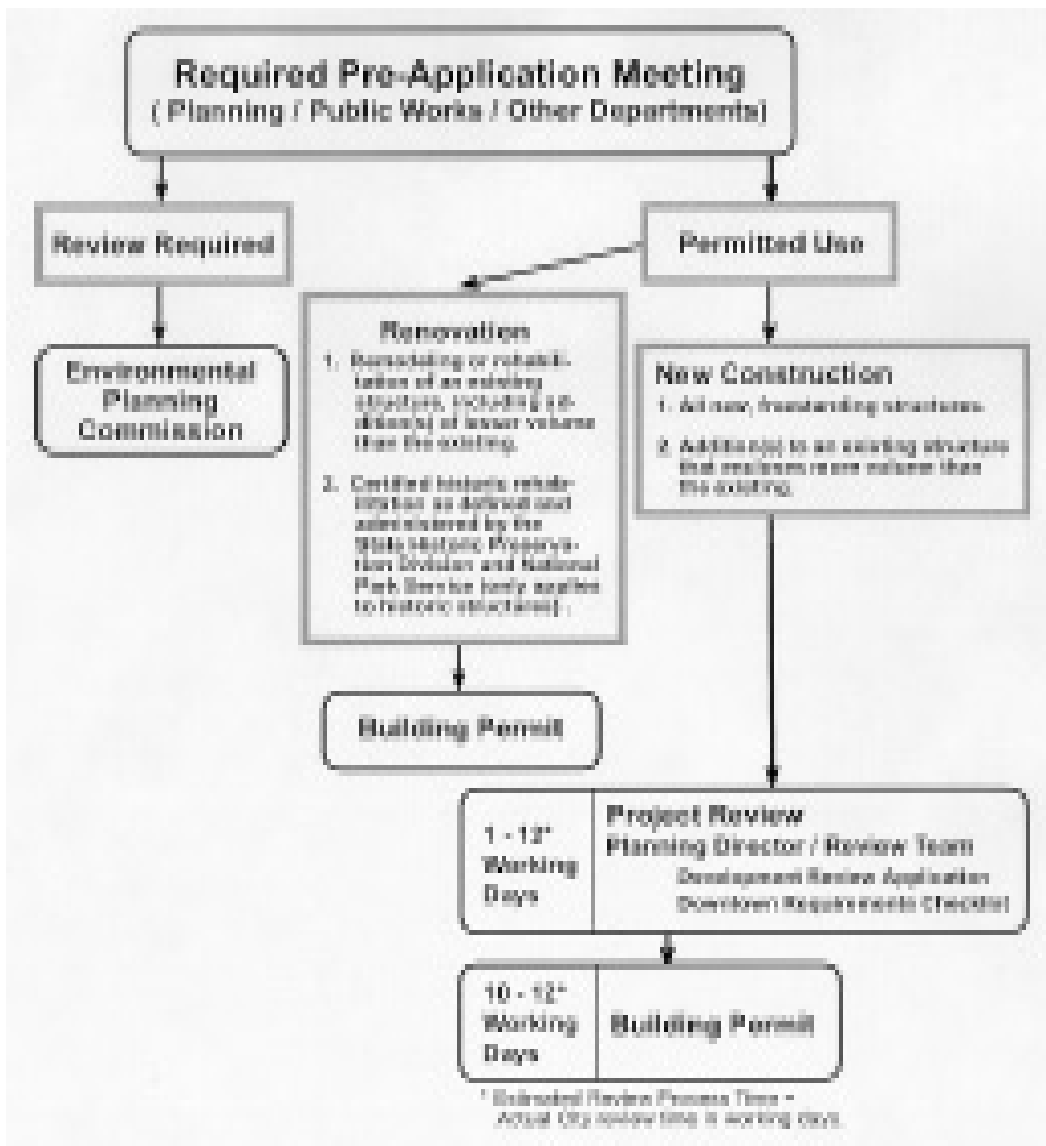 Required Pre-Application Meeting
( Planning / Public Works / Other Departments)
Review Required
Permitted Use
Environmental
Planning
Commission
Renovation
1. Remodeling or rehabili-
tation of an existing
structure, including ad-
dition(s) of lesser volume
than the existing.
2. Certified historic rehab-
ilitation as defined and
administered by the
State Historic Preserva-
tion Division and National
Park Service (only applies
to historic structures) .
New Construction
1. All new, freestanding structures
2. Addition(s) to an existing structure
that encloses more volume than
the existing.
Building Permit
Working
Days
Project Review
Planning Director / Review Team
Development Review Application
Downtown Requirements Checklist
10 - 12*
Working
Days
Building Permit
* Estimated Review Process Time =
Actual City review time is working days.